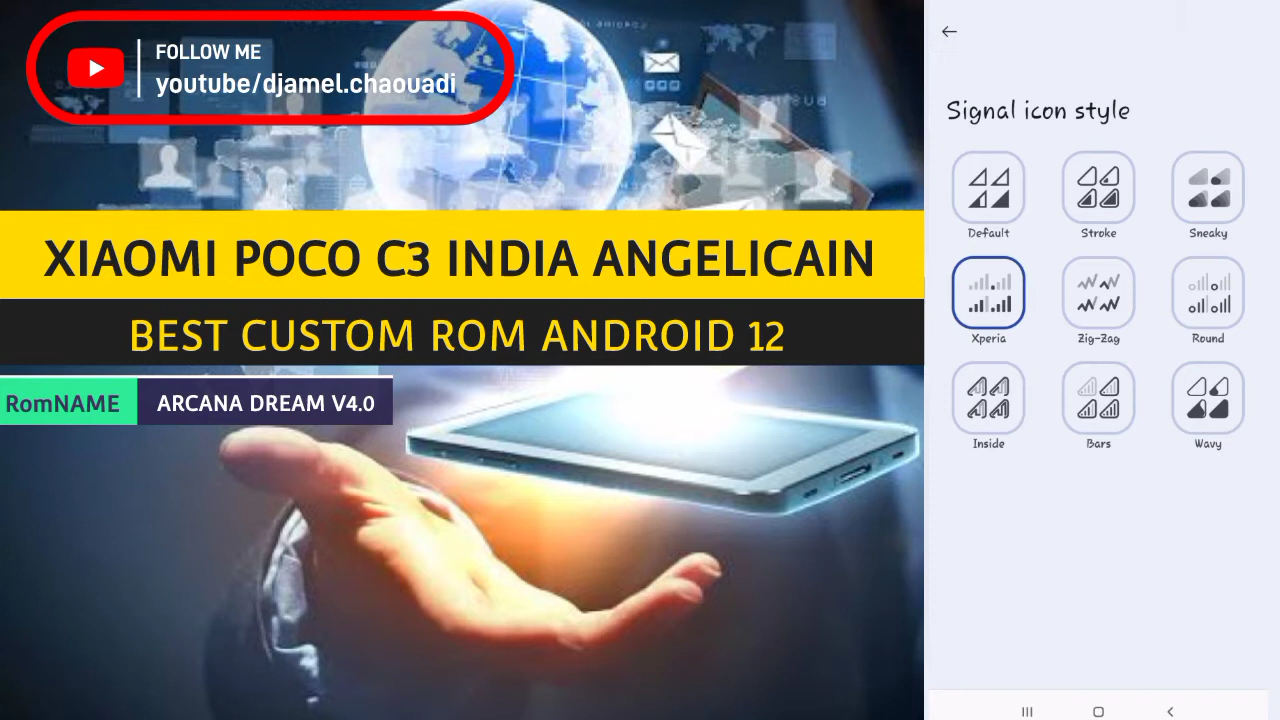 FOLLOW ME
youtube/djamel.chaouadi
XIAOMI POCO C3 INDIA ANGELICAIN
BEST CUSTOM ROM ANDROID 12
RomNAME
ARCANA DREAM V4.0
Signal icon style
Default
Stroke
Sneaky
Xperia
Zig-Zag
Round
Inside
Bars
Wavy